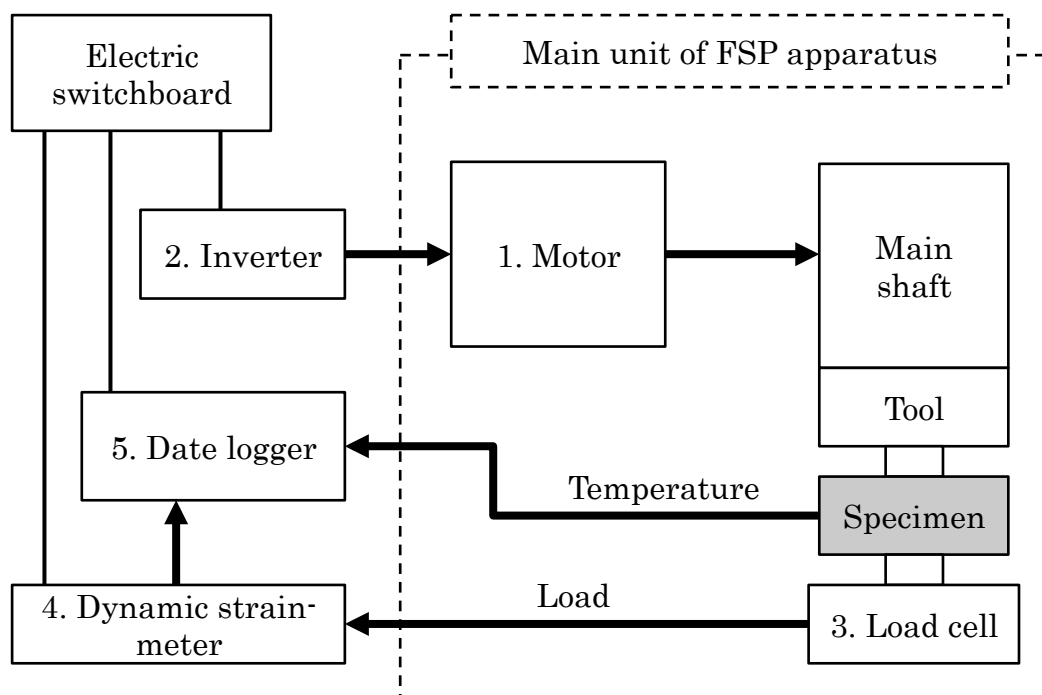 Electric
switchboard
Main unit of FSP apparatus
2. Inverter
1. Motor
Main
shaft
Tool
5. Date logger
Temperature
Specimen
4. Dynamic strain-
meter
Load
3. Load cell